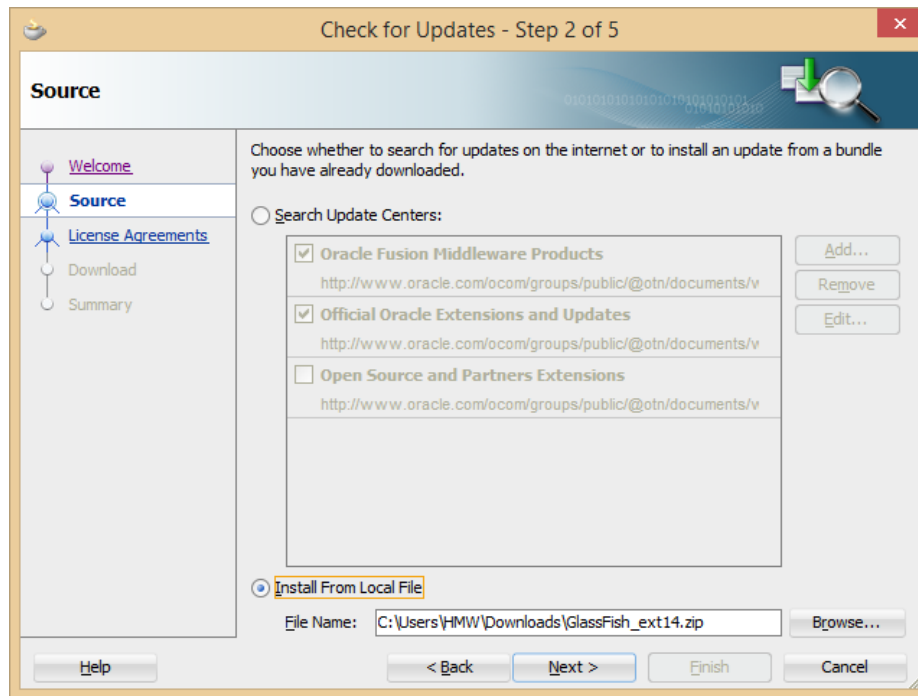 Check for Updates - Step 2 of 5
Source
Welcome
Source
License Agreements
Download
Summary
Choose whether to search for updates on the internet or to install an update from a bundle
you have already downloaded.
Search Update Centers:
Oracle Fusion Middleware Products
http://www.oracle.com/ocom/groups/public/@otn/documents/w
Official Oracle Extensions and Updates
http://www.oracle.com/ocom/groups/public/@otn/documents/w
Open Source and Partners Extensions
http://www.oracle.com/ocom/groups/public/@otn/documents/w
Add...
Remove
Edit...
Install From Local File
File Name: C:\Users\HMW\Downloads\GlassFish_ext14.zip Browse...
Help < Back Next > Finish Cancel